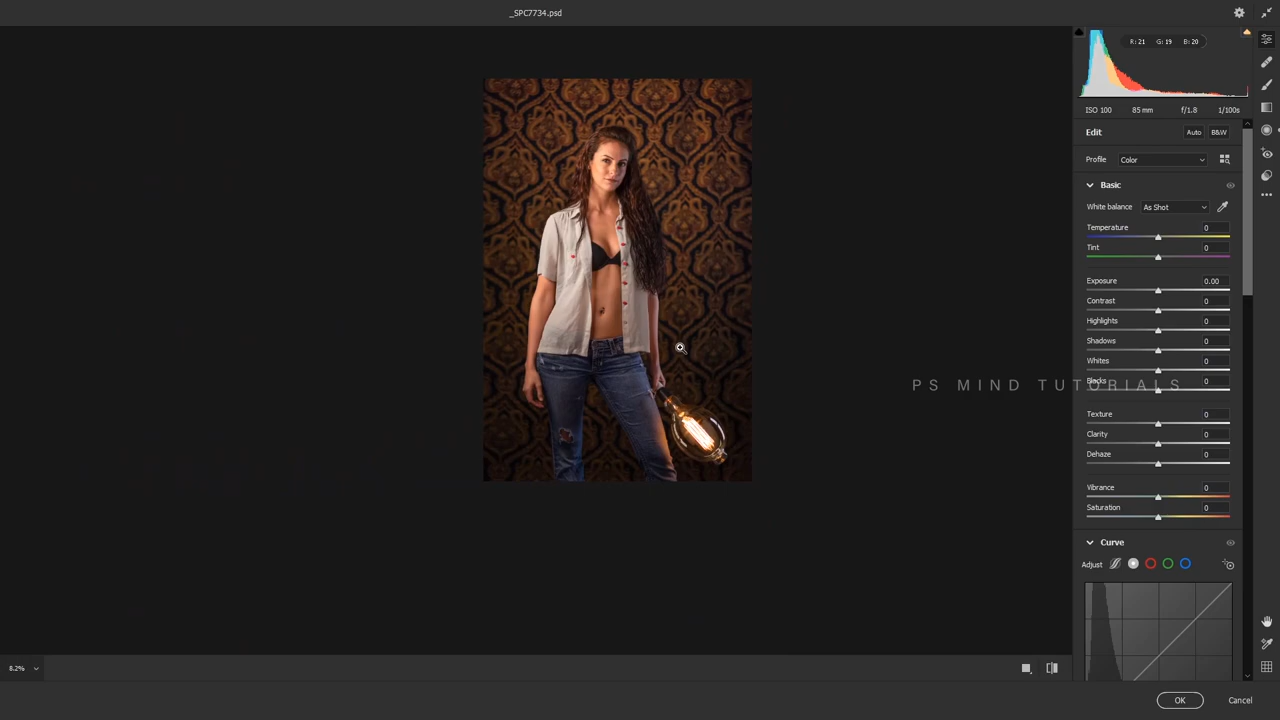 _SPC7734.psd
R: 21 G: 19 B: 20
ISO 100 85 mm f/1.8 1/100s
Edit Auto B&W
Profile Color
Basic
White balance As Shot
Temperature 0
Tint 0
Exposure 0.00
Contrast 0
Highlights 0
Shadows 0
Whites 0
Blacks 0
PS MIND TUTORIALS
Texture 0
Clarity 0
Dehaze 0
Vibrance 0
Saturation 0
Curve
Adjust
8.2%
OK Cancel